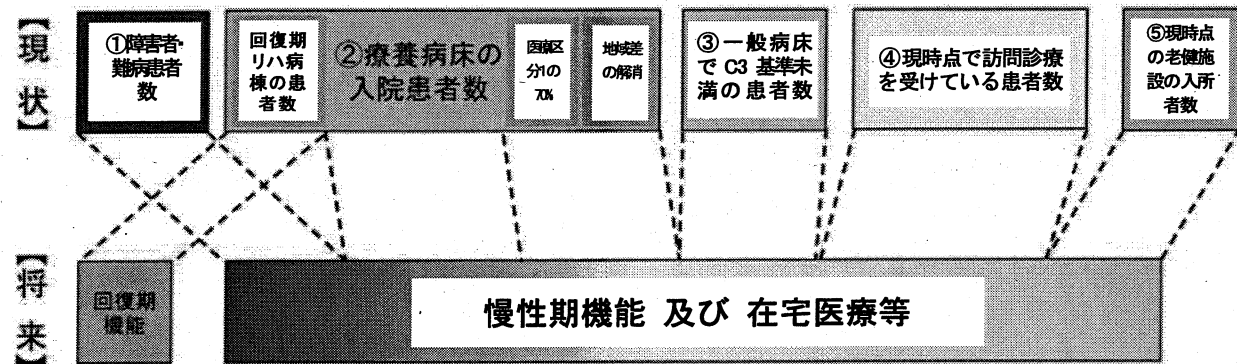 【現状】
①障害者・
難病患者
数
回復期
リハ病
棟の患
者数
②療養病床の
入院患者数
医療区
分1の
70%
地域差
の解消
③一般病床
で C3 基準未
満の患者数
④現時点で訪問診療
を受けている患者数
⑤現時点
の老健施
設の入所
者数
【将来】
回復期
機能
慢性期機能 及び 在宅医療等